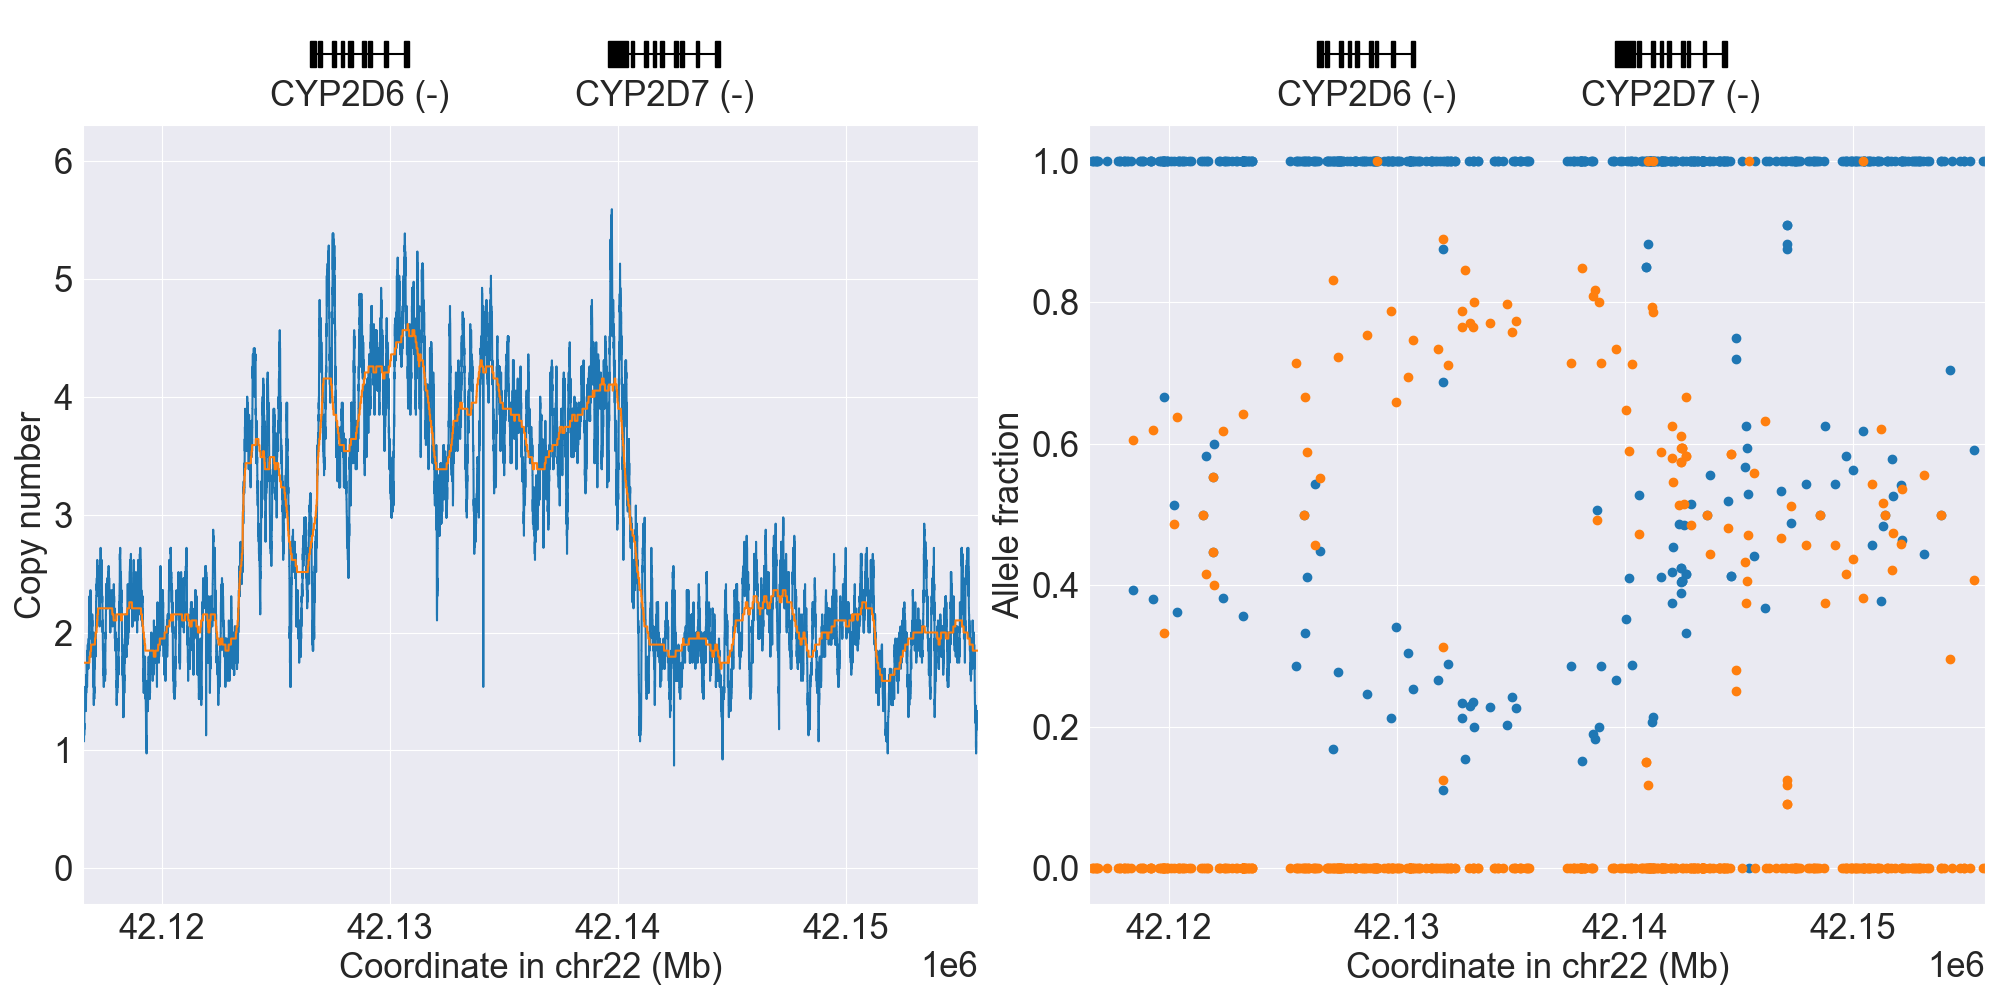 CYP2D6 (-) CYP2D7 (-)
6
5
4
3
2
1
0
Copy number
42.12 42.13 42.14 42.15
Coordinate in chr22 (Mb) 1e6
CYP2D6 (-) CYP2D7 (-)
1.0
0.8
0.6
0.4
0.2
0.0
Allele fraction
42.12 42.13 42.14 42.15
Coordinate in chr22 (Mb) 1e6